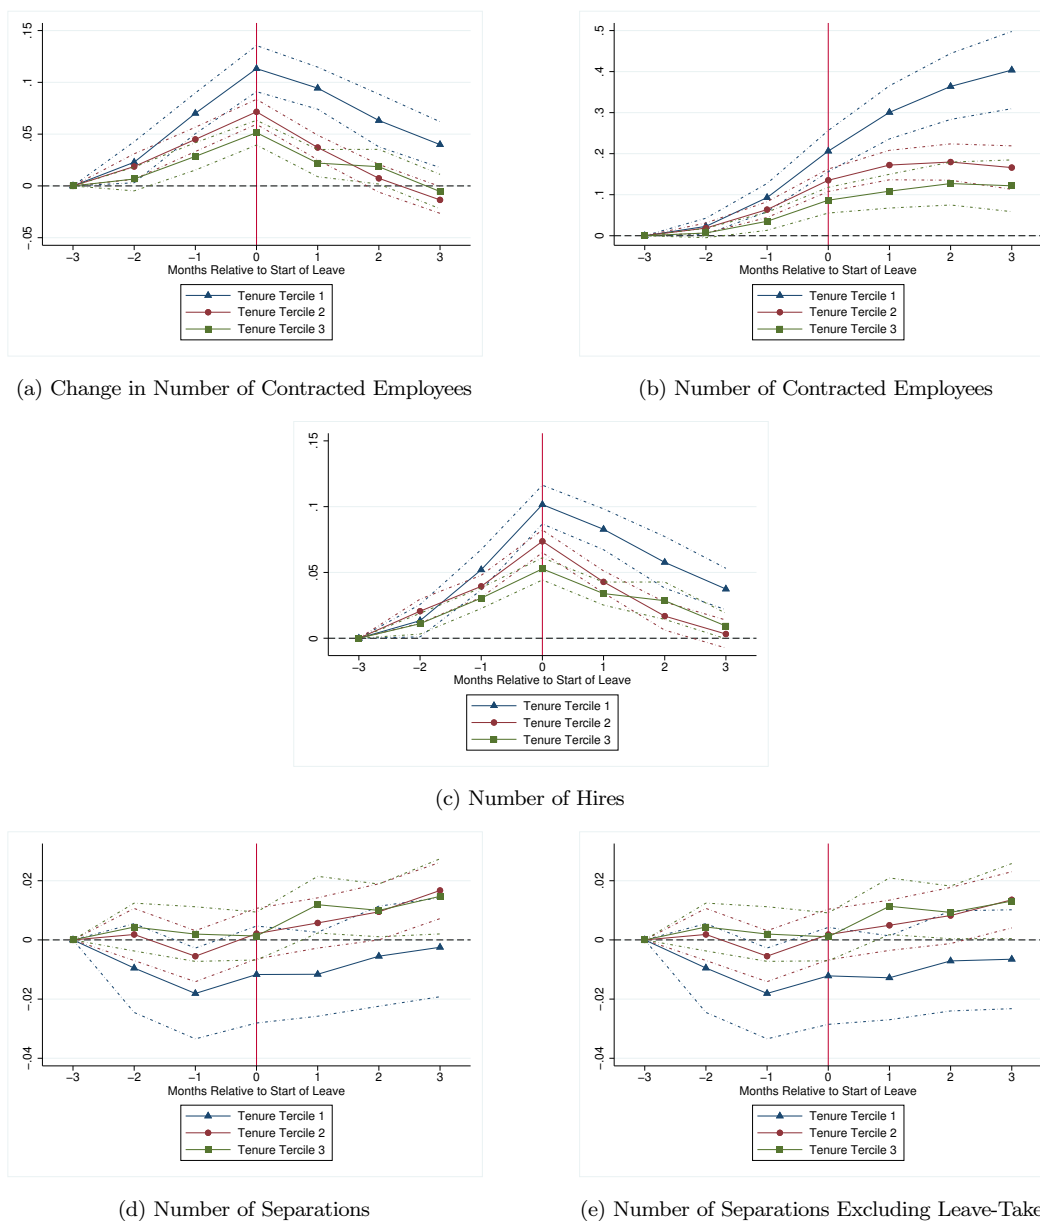 .15
.1
.05
0
-.05
−3 −2 −1 0 1 2 3
Months Relative to Start of Leave
Tenure Tercile 1
Tenure Tercile 2
Tenure Tercile 3
(a) Change in Number of Contracted Employees
.5
.4
.3
.2
.1
0
−3 −2 −1 0 1 2 3
Months Relative to Start of Leave
Tenure Tercile 1
Tenure Tercile 2
Tenure Tercile 3
(b) Number of Contracted Employees
.15
.1
.05
0
−3 −2 −1 0 1 2 3
Months Relative to Start of Leave
Tenure Tercile 1
Tenure Tercile 2
Tenure Tercile 3
(c) Number of Hires
.02
0
-.02
-.04
−3 −2 −1 0 1 2 3
Months Relative to Start of Leave
Tenure Tercile 1
Tenure Tercile 2
Tenure Tercile 3
(d) Number of Separations
.02
0
-.02
-.04
−3 −2 −1 0 1 2 3
Months Relative to Start of Leave
Tenure Tercile 1
Tenure Tercile 2
Tenure Tercile 3
(e) Number of Separations Excluding Leave-Take